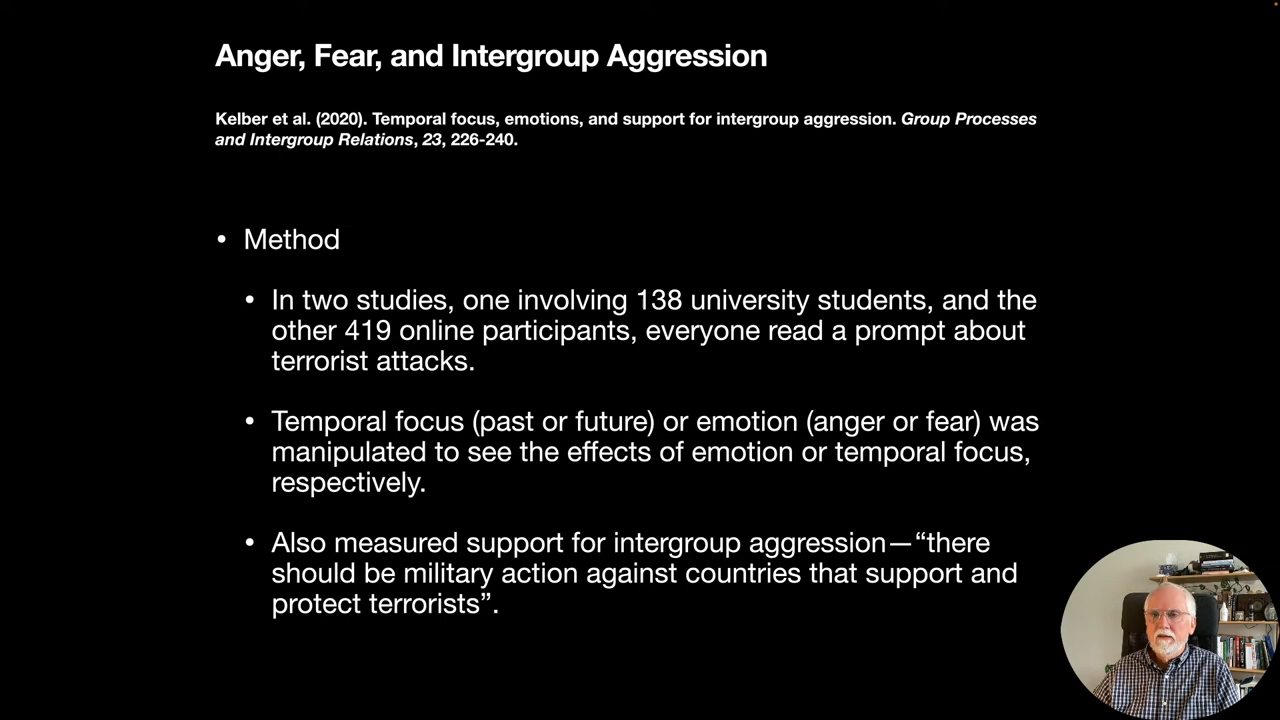 Anger, Fear, and Intergroup Aggression
Kelber et al. (2020). Temporal focus, emotions, and support for intergroup aggression. Group Processes
and Intergroup Relations, 23, 226-240.
• Method
• In two studies, one involving 138 university students, and the
other 419 online participants, everyone read a prompt about
terrorist attacks.
• Temporal focus (past or future) or emotion (anger or fear) was
manipulated to see the effects of emotion or temporal focus,
respectively.
• Also measured support for intergroup aggression—“there
should be military action against countries that support and
protect terrorists”.